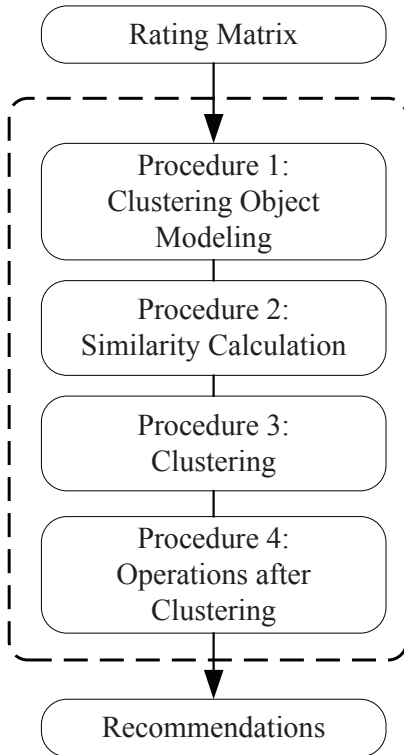 Rating Matrix
Procedure 1:
Clustering Object
Modeling
Procedure 2:
Similarity Calculation
Procedure 3:
Clustering
Procedure 4:
Operations after
Clustering
Recommendations